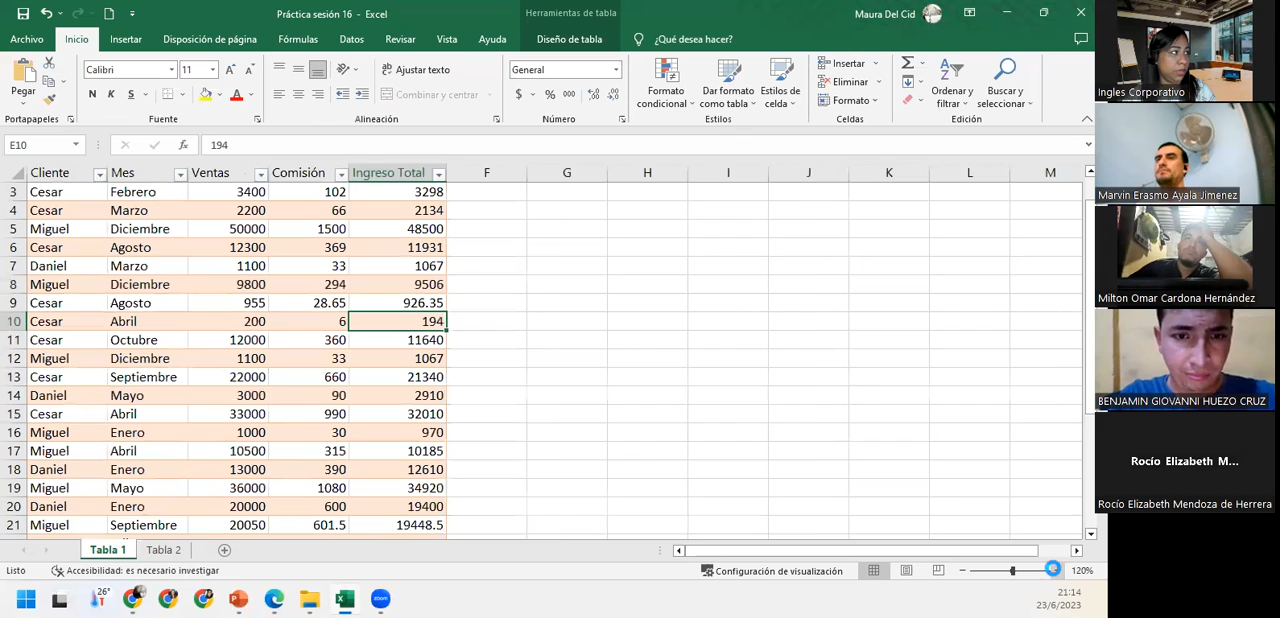 Práctica sesión 16 - Excel
Herramientas de tabla
Maura Del Cid
Archivo Inicio Insertar Disposición de página Fórmulas Datos Revisar Vista Ayuda Diseño de tabla ¿Qué desea hacer?
Pegar
Calibri 11
N K S
A A
Ajustar texto
Combinar y centrar
General
$ % 000
Formato condicional
Dar formato como tabla
Estilos de celda
Insertar
Eliminar
Formato
Ordenar y filtrar
Buscar y seleccionar
Portapapeles Fuente Alineación Número Estilos Celdas Edición
E10 fx 194
Cliente Mes Ventas Comisión Ingreso Total F G H I J K L M
3 Cesar Febrero 3400 102 3298
4 Cesar Marzo 2200 66 2134
5 Miguel Diciembre 50000 1500 48500
6 Cesar Agosto 12300 369 11931
7 Daniel Marzo 1100 33 1067
8 Miguel Diciembre 9800 294 9506
9 Cesar Agosto 955 28.65 926.35
10 Cesar Abril 200 6 194
11 Cesar Octubre 12000 360 11640
12 Miguel Diciembre 1100 33 1067
13 Cesar Septiembre 22000 660 21340
14 Daniel Mayo 3000 90 2910
15 Cesar Abril 33000 990 32010
16 Miguel Enero 1000 30 970
17 Miguel Abril 10500 315 10185
18 Daniel Enero 13000 390 12610
19 Miguel Mayo 36000 1080 34920
20 Daniel Enero 20000 600 19400
21 Miguel Septiembre 20050 601.5 19448.5
Tabla 1 Tabla 2
Listo Accesibilidad: es necesario investigar Configuración de visualización 120%
26°
zoom
21:14
23/6/2023
Ingles Corporativo
Marvin Erasmo Ayala Jimenez
Milton Omar Cardona Hernández
BENJAMIN GIOVANNI HUEZO CRUZ
Rocío Elizabeth M...
Rocío Elizabeth Mendoza de Herrera